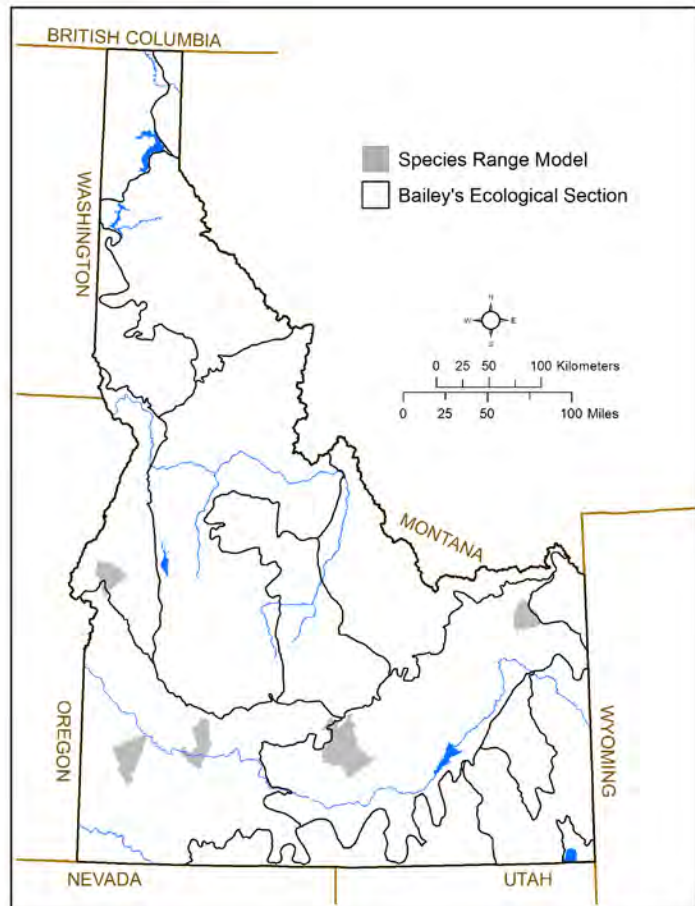 BRITISH COLUMBIA
WASHINGTON
Species Range Model
Bailey's Ecological Section
N
W
E
S
0 25 50 100 Kilometers
0 25 50 100 Miles
MONTANA
OREGON
WYOMING
NEVADA
UTAH